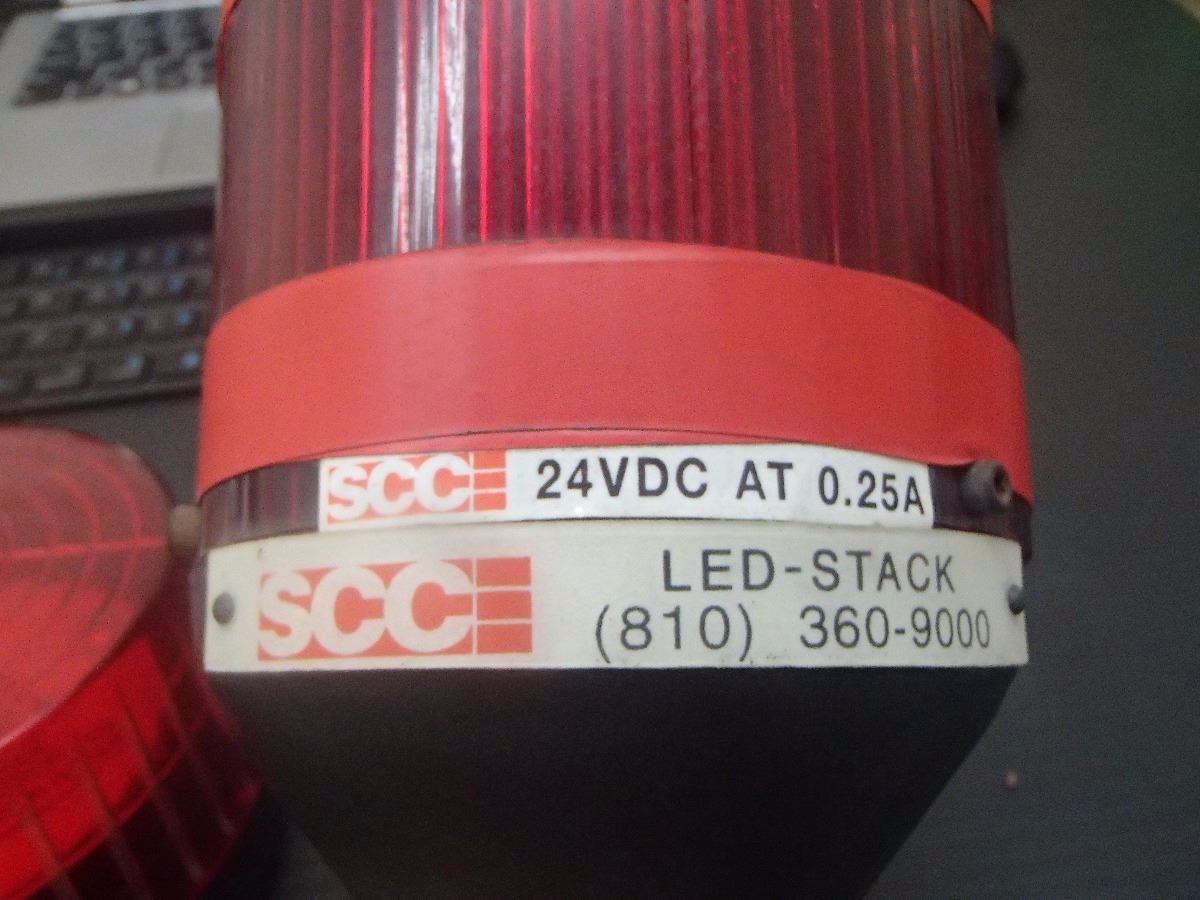 SCC 24VDC AT 0.25A
SCC LED-STACK
(810) 360-9000